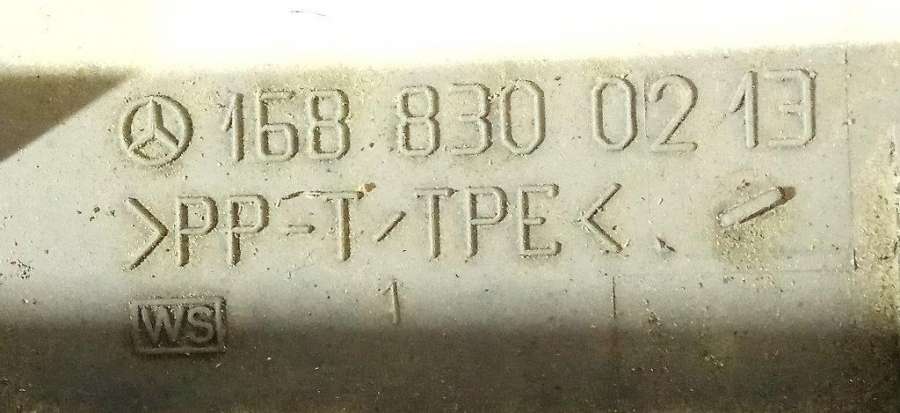 168 830 02 13
>PP-T/TPE<
1
WS